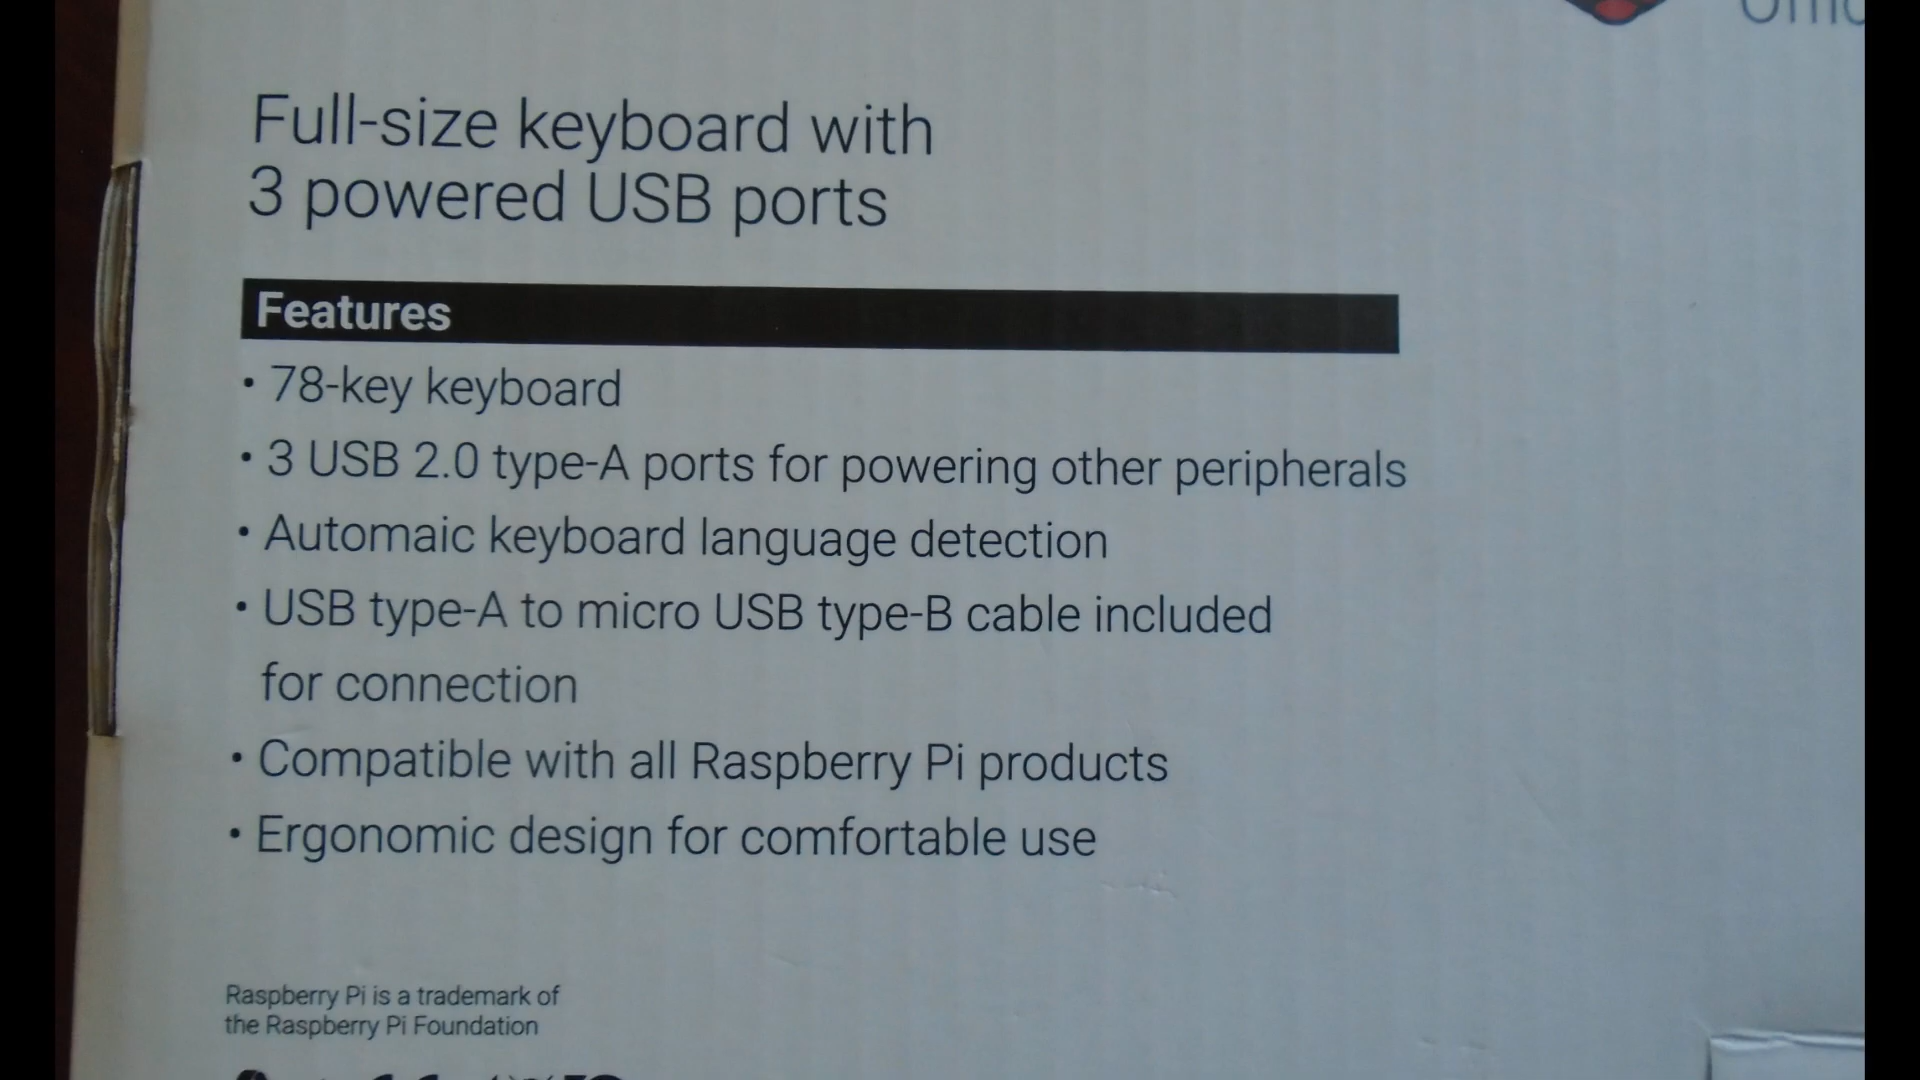 Full-size keyboard with
3 powered USB ports
Features
• 78-key keyboard
• 3 USB 2.0 type-A ports for powering other peripherals
• Automaic keyboard language detection
• USB type-A to micro USB type-B cable included
for connection
• Compatible with all Raspberry Pi products
• Ergonomic design for comfortable use
Raspberry Pi is a trademark of
the Raspberry Pi Foundation